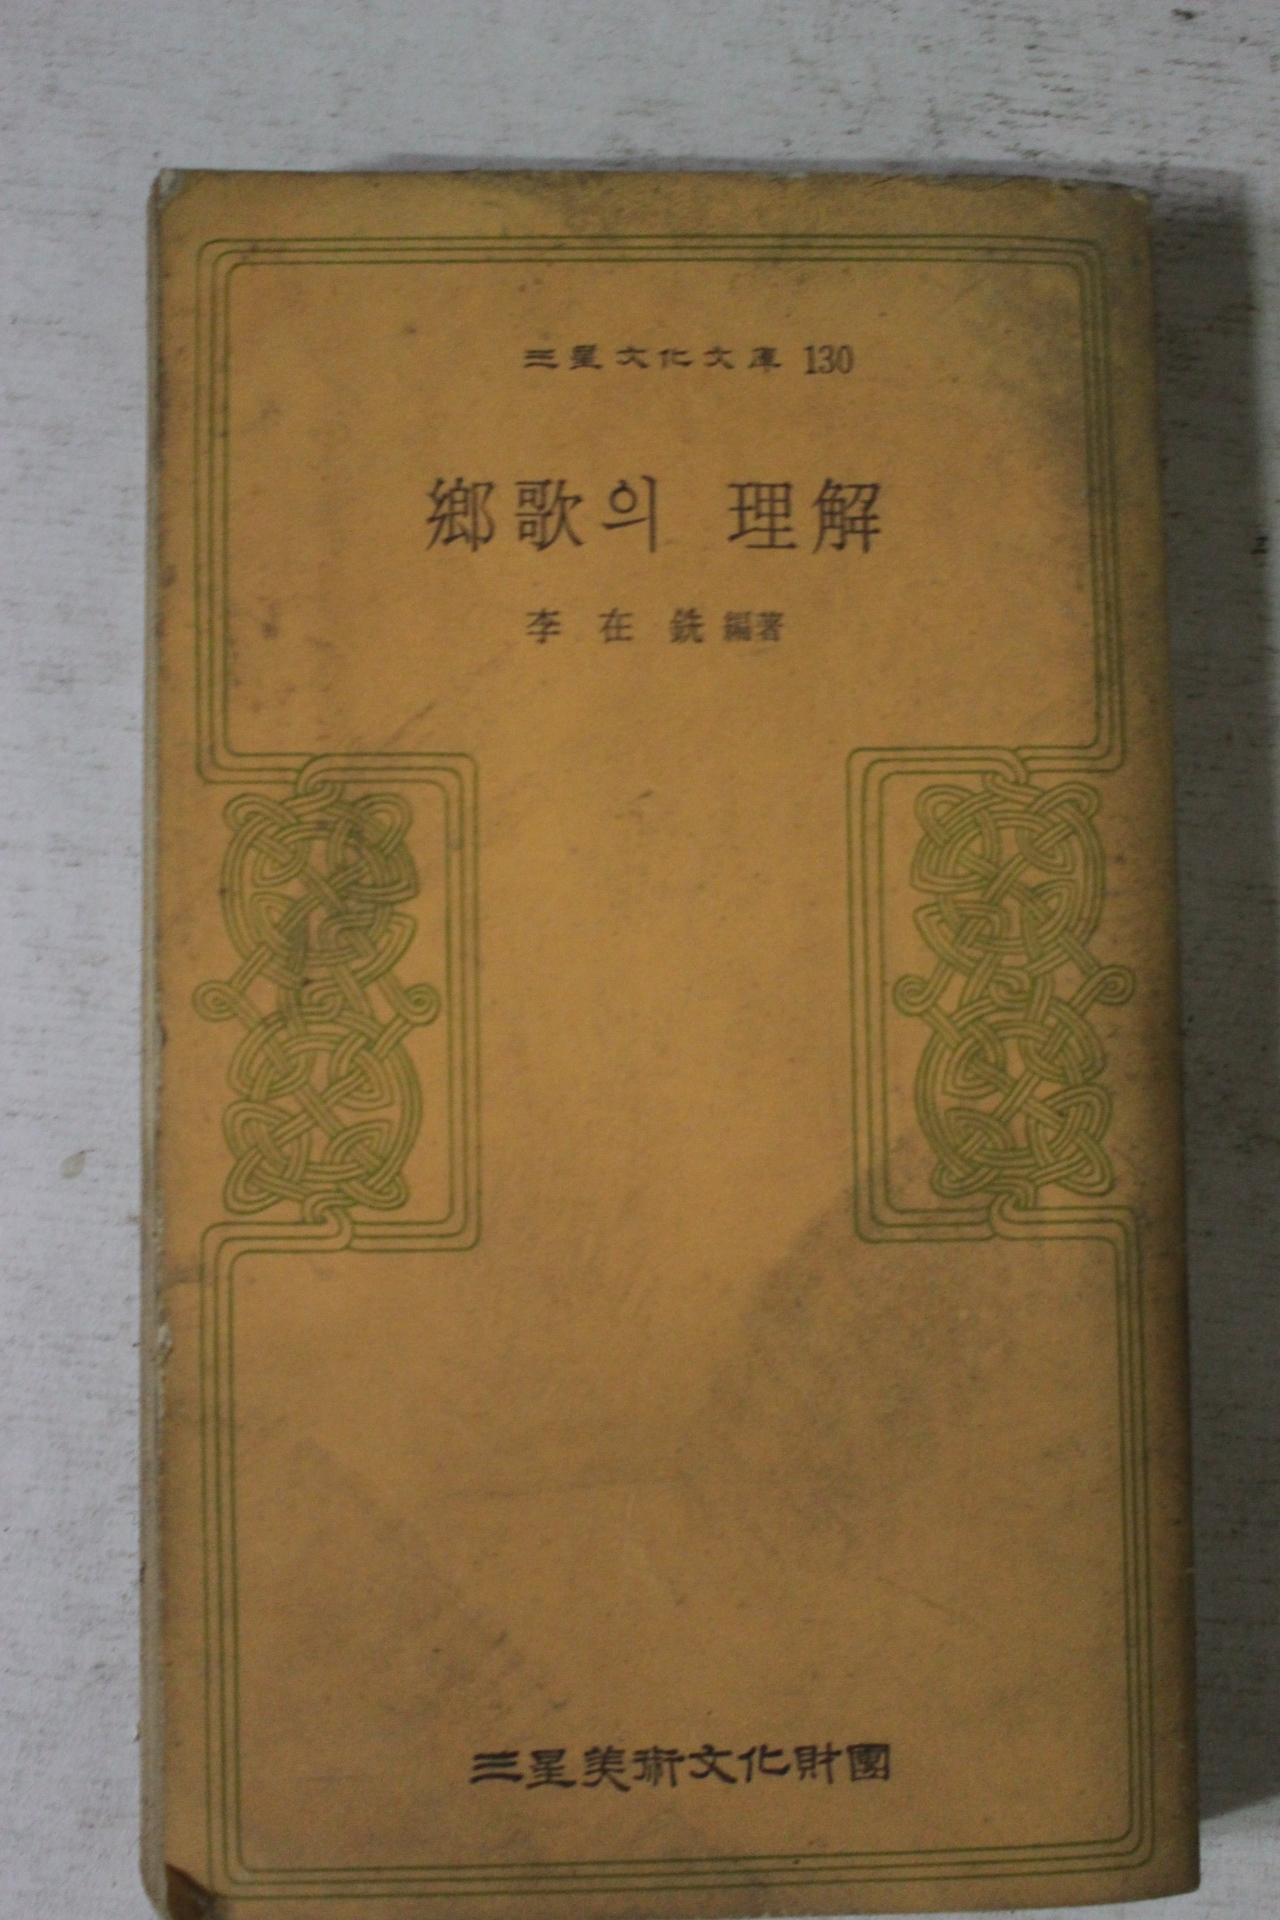 三星文化文庫 130
鄕歌의 理解
李在銑 編著
三星美術文化財團